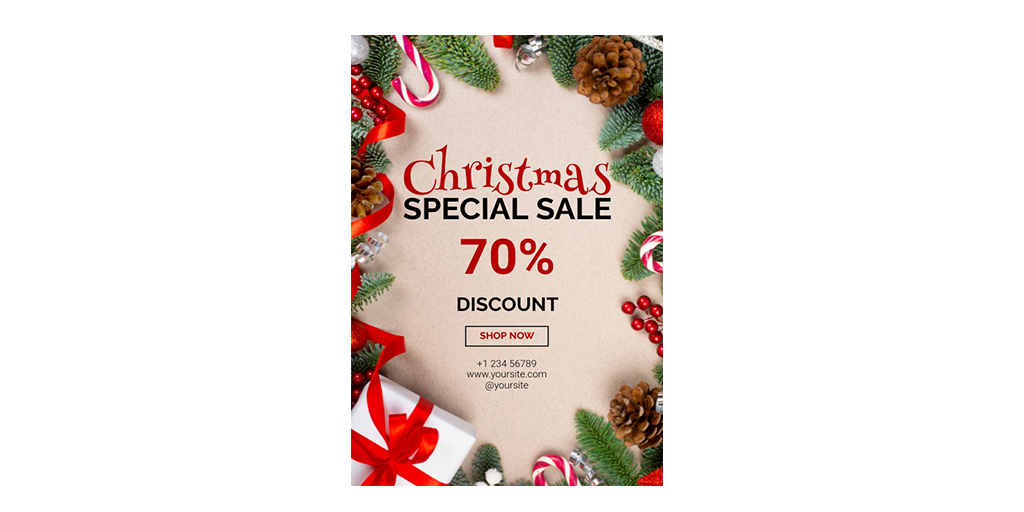 Christmas
SPECIAL SALE
70%
DISCOUNT
SHOP NOW
+1 234 56789
www.yoursite.com
@yoursite